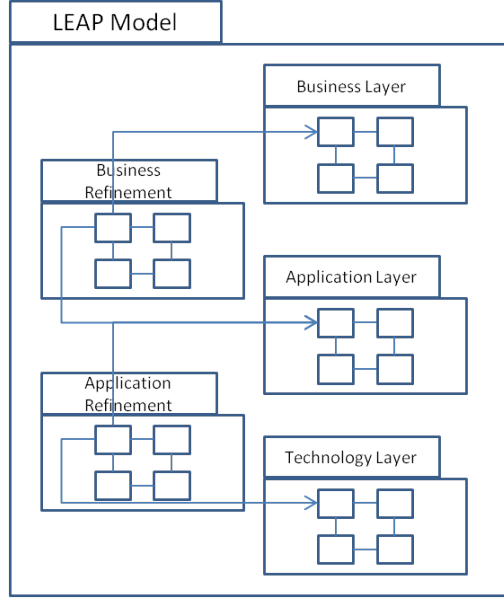 LEAP Model
Business Layer
Business
Refinement
Application Layer
Application
Refinement
Technology Layer